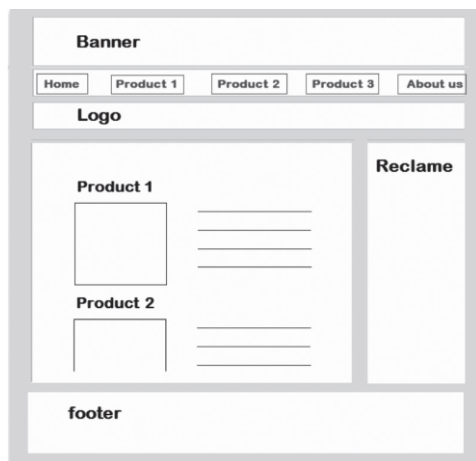 Banner
Home Product 1 Product 2 Product 3 About us
Logo
Reclame
Product 1
Product 2
footer